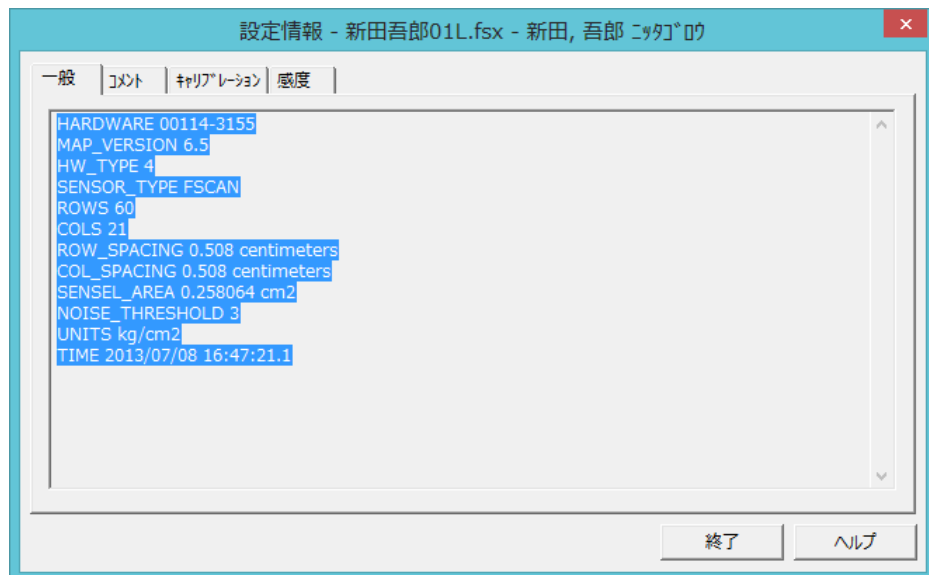 設定情報 - 新田吾郎01L.fsx - 新田, 吾郎 ﾆｯﾀｺﾞﾛｳ
一般 ｺﾒﾝﾄ ｷｬﾘﾌﾞﾚｰｼｮﾝ 感度
HARDWARE 00114-3155
MAP_VERSION 6.5
HW_TYPE 4
SENSOR_TYPE FSCAN
ROWS 60
COLS 21
ROW_SPACING 0.508 centimeters
COL_SPACING 0.508 centimeters
SENSEL_AREA 0.258064 cm2
NOISE_THRESHOLD 3
UNITS kg/cm2
TIME 2013/07/08 16:47:21.1
終了 ヘルプ